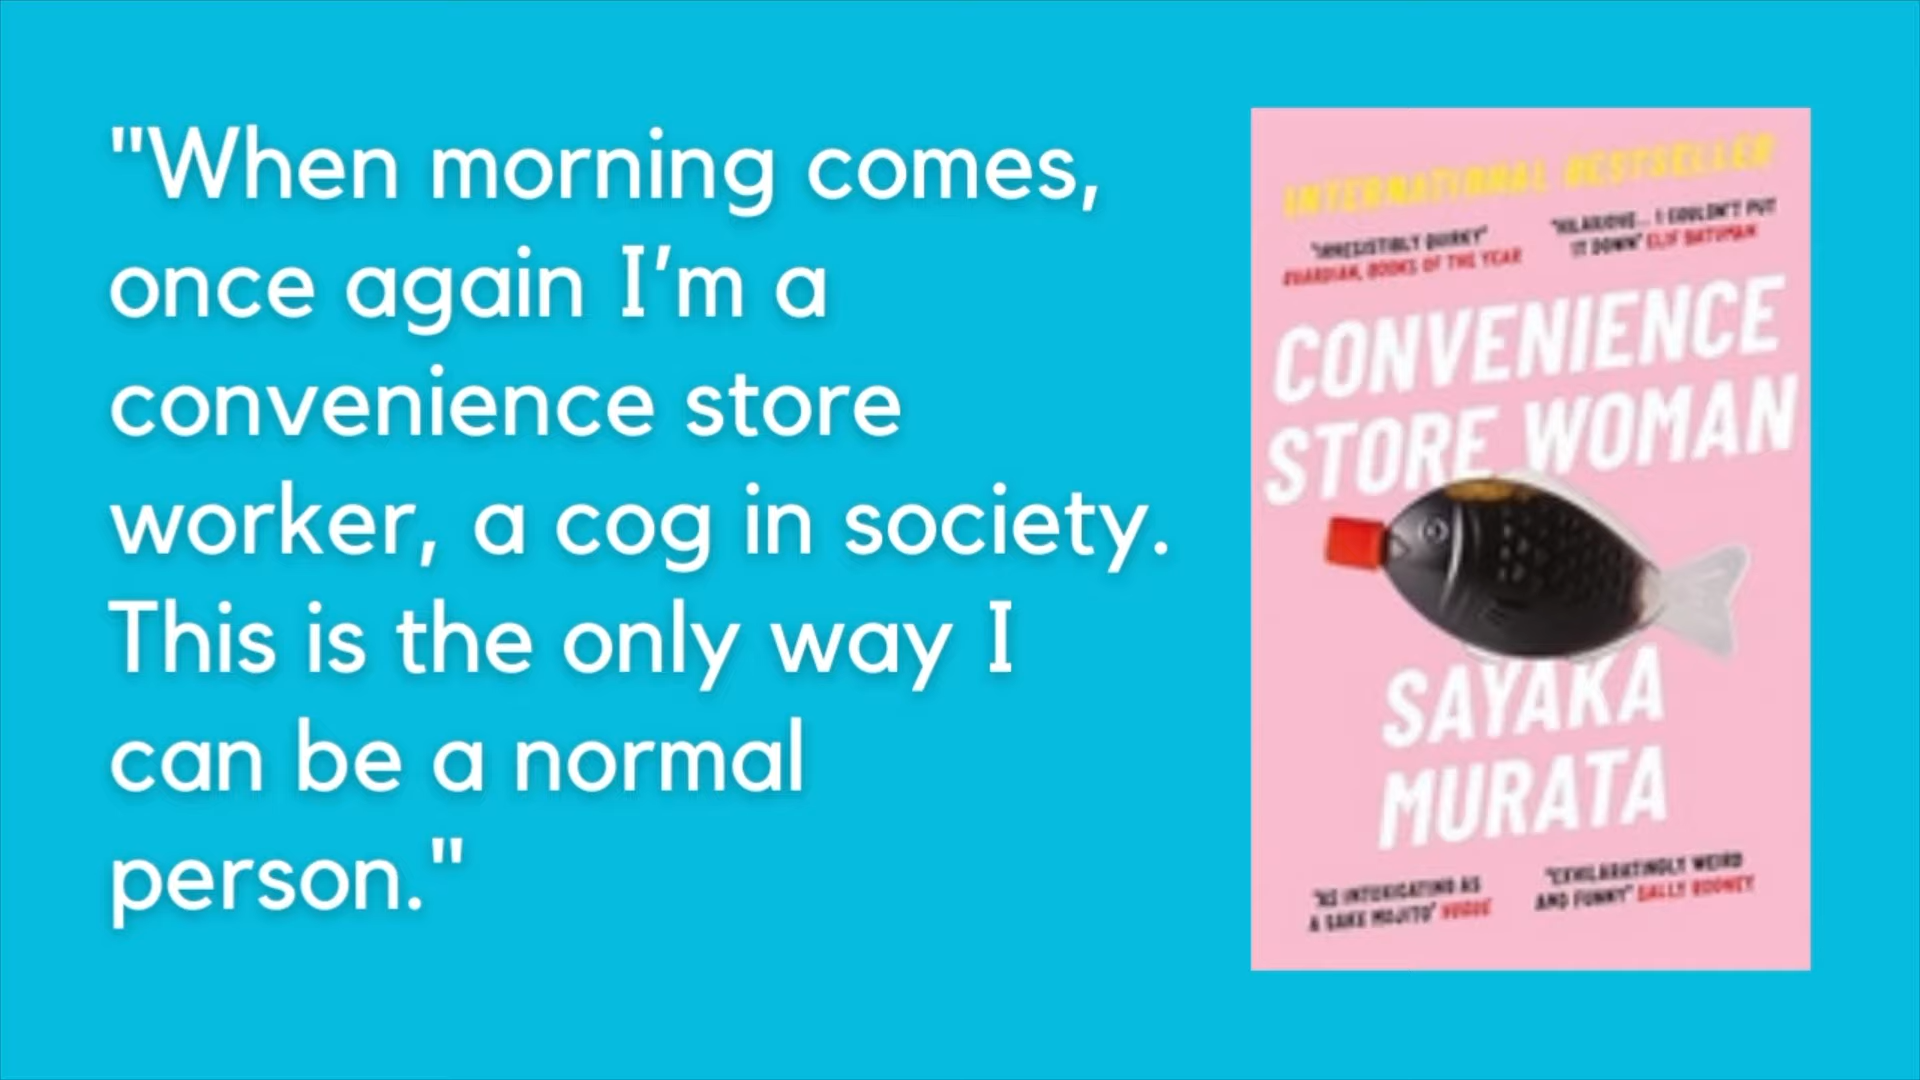 "When morning comes,
once again I’m a
convenience store
worker, a cog in society.
This is the only way I
can be a normal
person."
INTERNATIONAL BESTSELLER
"IRRESISTIBLY QUIRKY"
GUARDIAN, BOOKS OF THE YEAR
"HILARIOUS... I COULDN'T PUT
IT DOWN" ELIF BATUMAN
CONVENIENCE
STORE WOMAN
SAYAKA
MURATA
"AS INTOXICATING AS
A SAKE MOJITO" VOGUE
"EXHILARATINGLY WEIRD
AND FUNNY" SALLY ROONEY